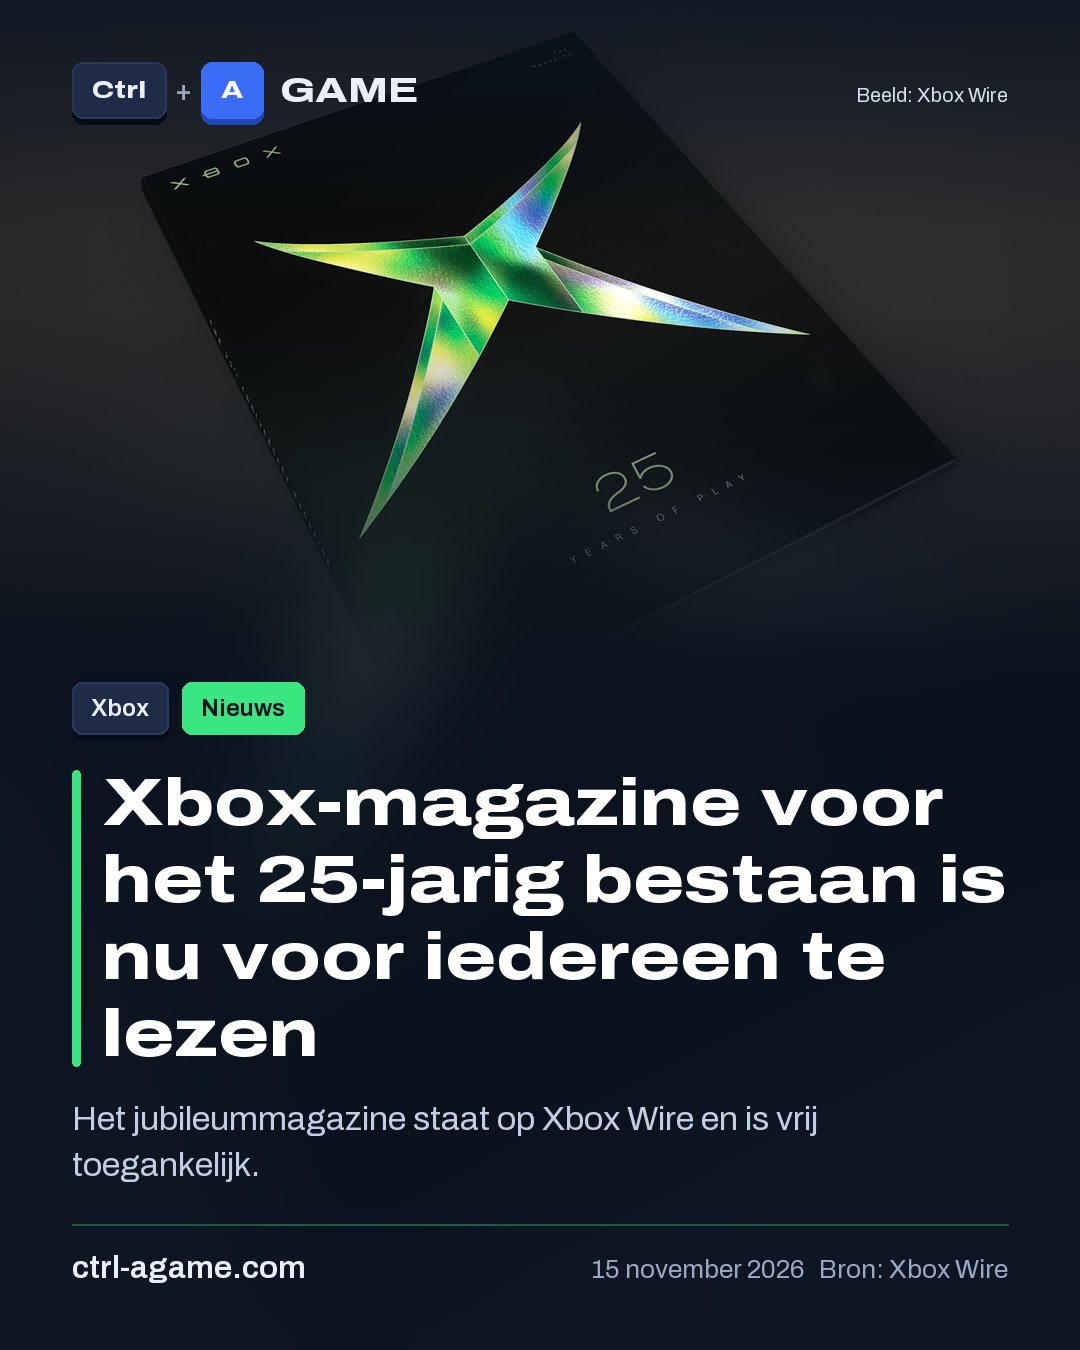 Ctrl + A GAME
Beeld: Xbox Wire
THE
MAGAZINE
XBOX
25
YEARS OF PLAY
Xbox
Nieuws
Xbox-magazine voor
het 25-jarig bestaan is
nu voor iedereen te
lezen
Het jubileummagazine staat op Xbox Wire en is vrij
toegankelijk.
ctrl-agame.com
15 november 2026 Bron: Xbox Wire